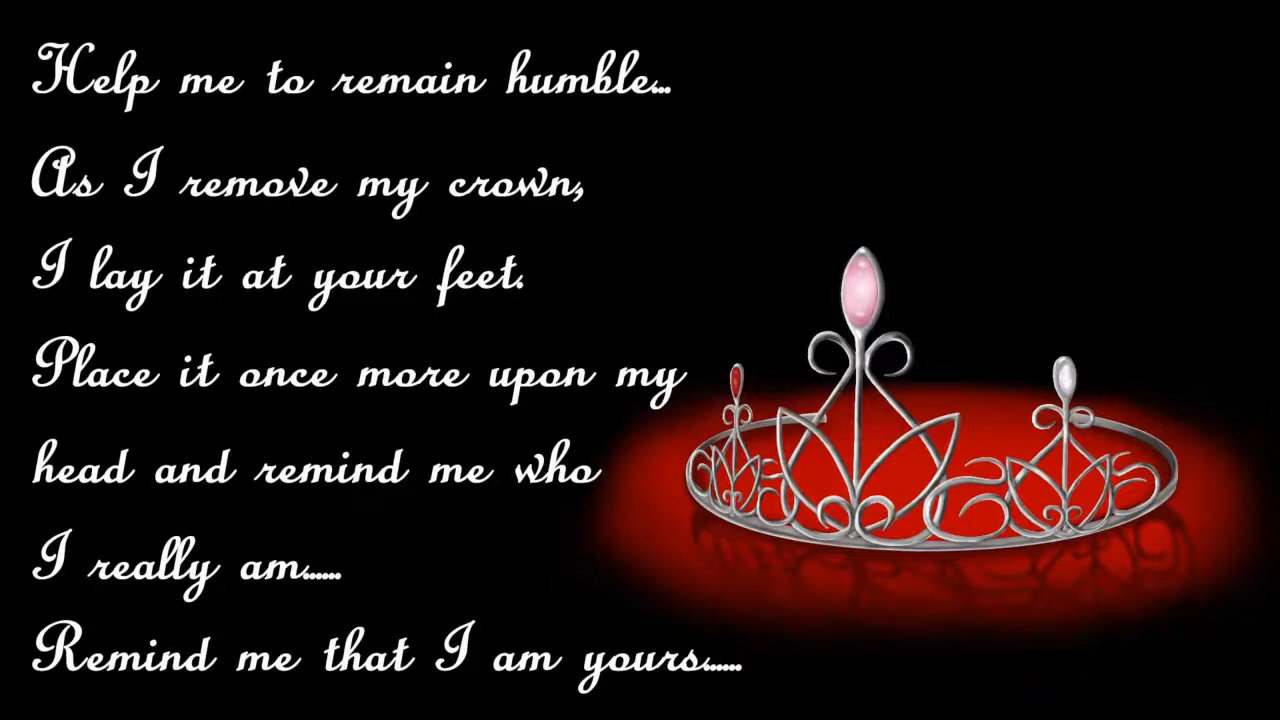 Help me to remain humble...
As I remove my crown,
I lay it at your feet.
Place it once more upon my
head and remind me who
I really am......
Remind me that I am yours......